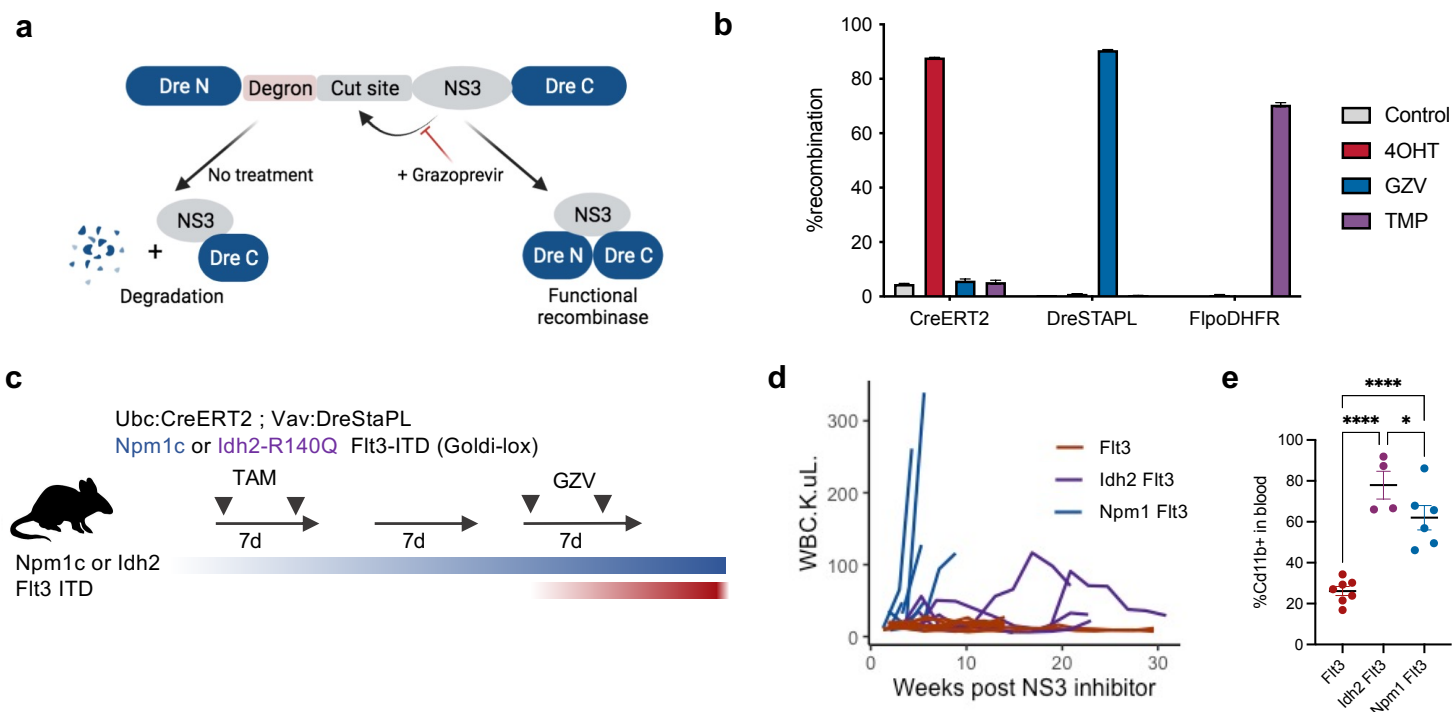 a
Dre N Degron Cut site NS3 Dre C
No treatment + Grazoprevir
NS3
Dre C
+
Degradation
NS3
Dre N Dre C
Functional
recombinase
b
%recombination
100
80
60
40
20
0
CreERT2 DreSTAPL FlpoDHFR
Control
4OHT
GZV
TMP
c
Ubc:CreERT2 ; Vav:DreStaPL
Npm1c or Idh2-R140Q Flt3-ITD (Goldi-lox)
TAM GZV
7d 7d 7d
Npm1c or Idh2
Flt3 ITD
d
WBC.K.uL.
300
200
100
0
0 10 20 30
Weeks post NS3 inhibitor
Flt3
Idh2 Flt3
Npm1 Flt3
e
****
**** *
%Cd11b+ in blood
100
80
60
40
20
0
Flt3
Idh2 Flt3
Npm1 Flt3